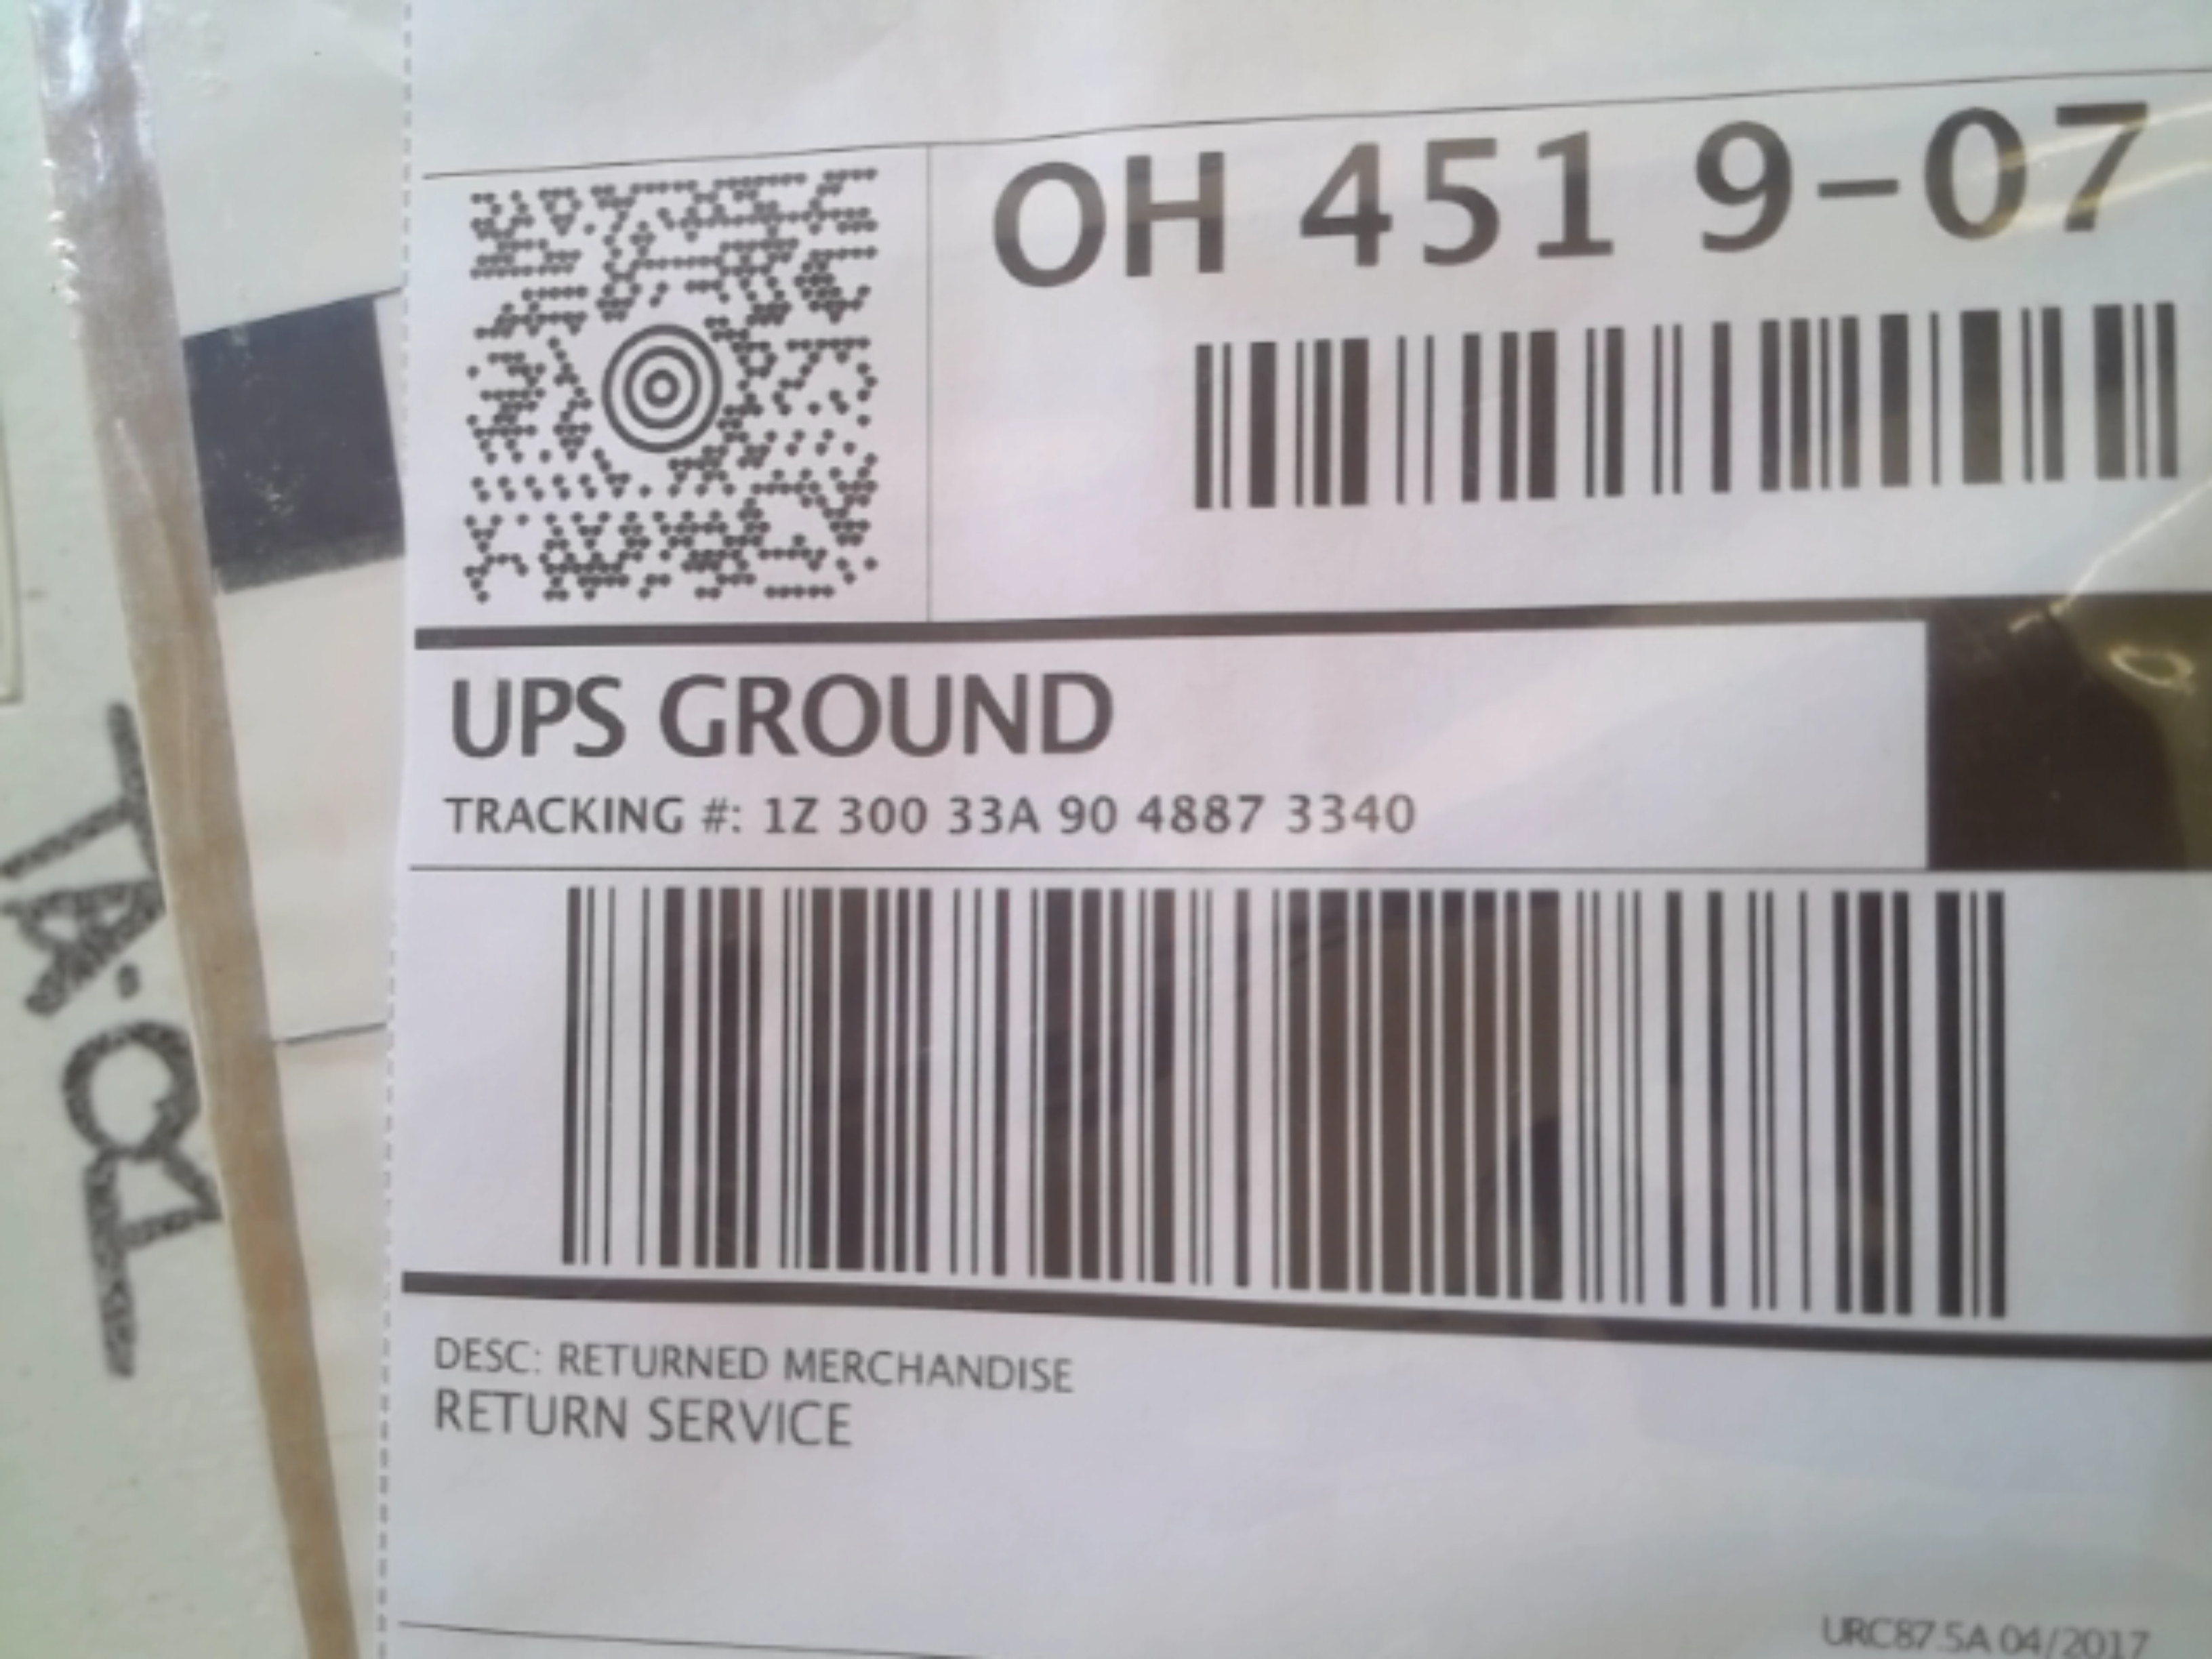 OH 451 9-07
UPS GROUND
TRACKING #: 1Z 300 33A 90 4887 3340
DESC: RETURNED MERCHANDISE
RETURN SERVICE
URC87.5A 04/2017